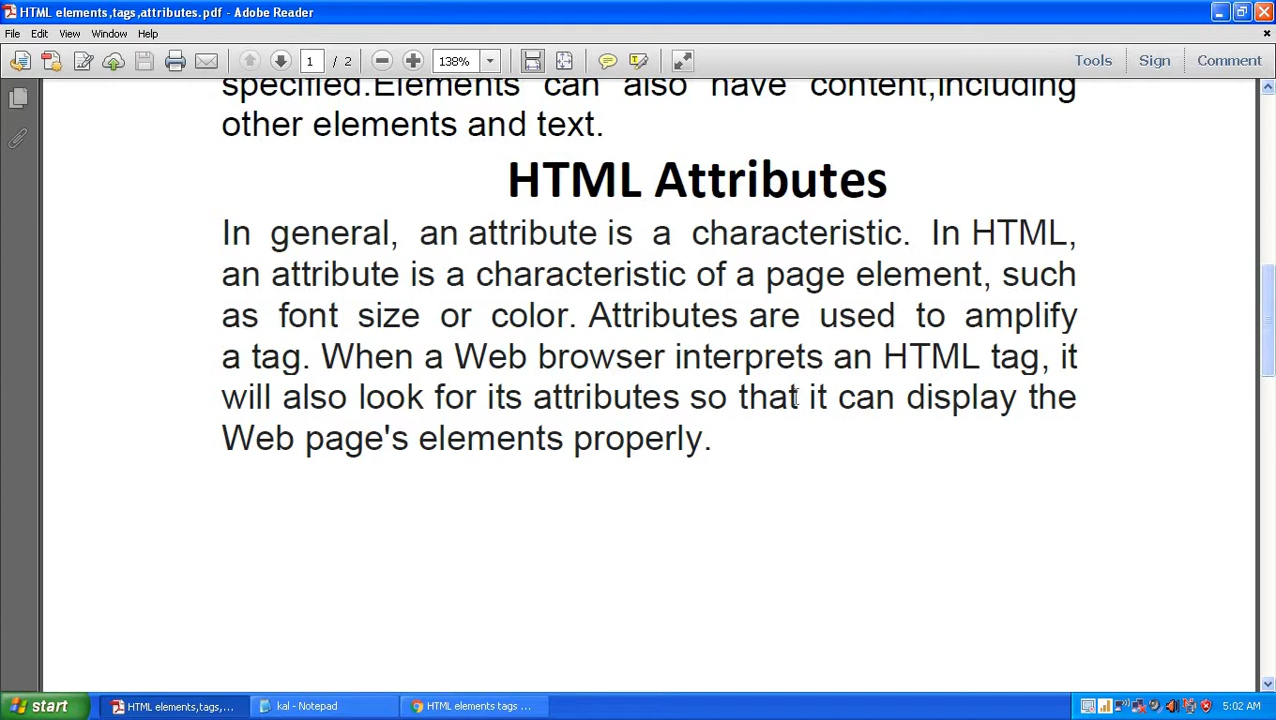 HTML elements,tags,attributes.pdf - Adobe Reader
File Edit View Window Help
1 / 2 138% Tools Sign Comment
specified.Elements can also have content,including
other elements and text.
HTML Attributes
In general, an attribute is a characteristic. In HTML,
an attribute is a characteristic of a page element, such
as font size or color. Attributes are used to amplify
a tag. When a Web browser interprets an HTML tag, it
will also look for its attributes so that it can display the
Web page's elements properly.
start HTML elements,tags,... kal - Notepad HTML elements tags ... 5:02 AM